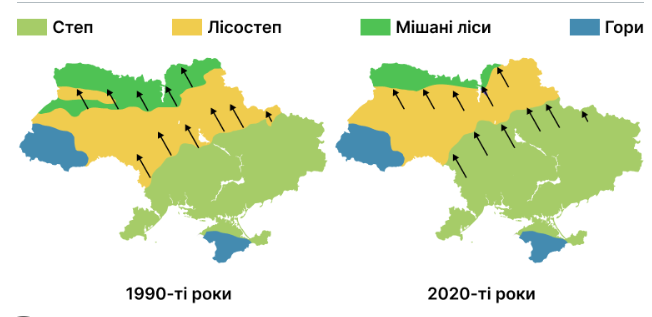 Степ
Лісостеп
Мішані ліси
Гори
1990-ті роки
2020-ті роки